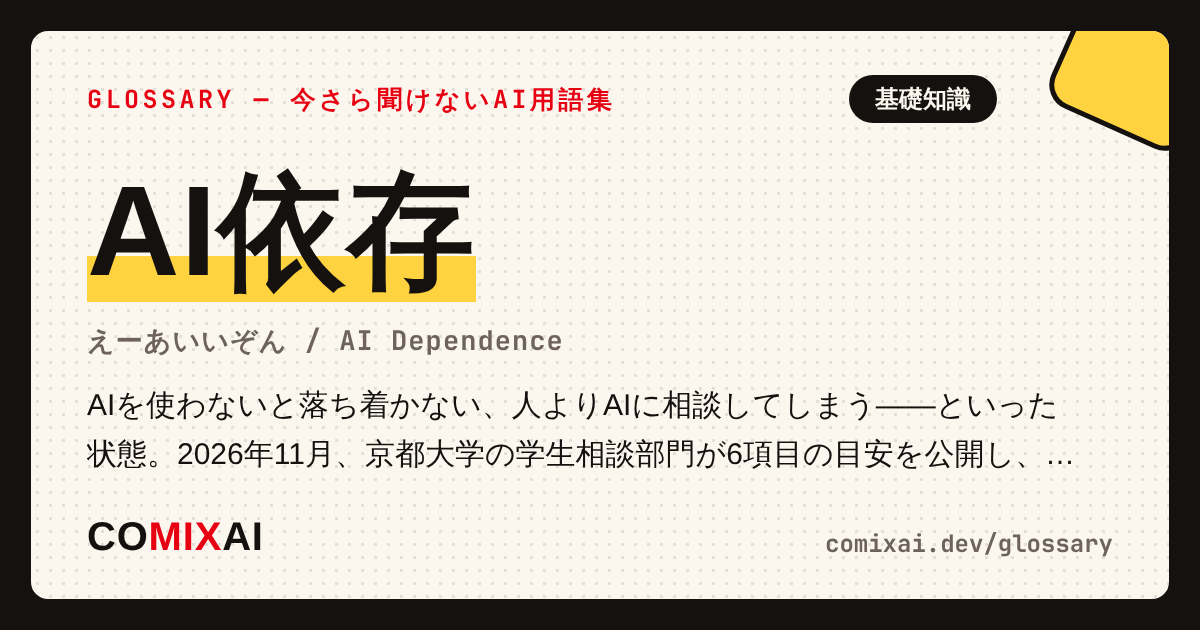 GLOSSARY — 今さら聞けないAI用語集
基礎知識
AI依存
えーあいいぞん / AI Dependence
AIを使わないと落ち着かない、人よりAIに相談してしまう——といった
状態。2026年11月、京都大学の学生相談部門が6項目の目安を公開し、…
COMIXAI
comixai.dev/glossary